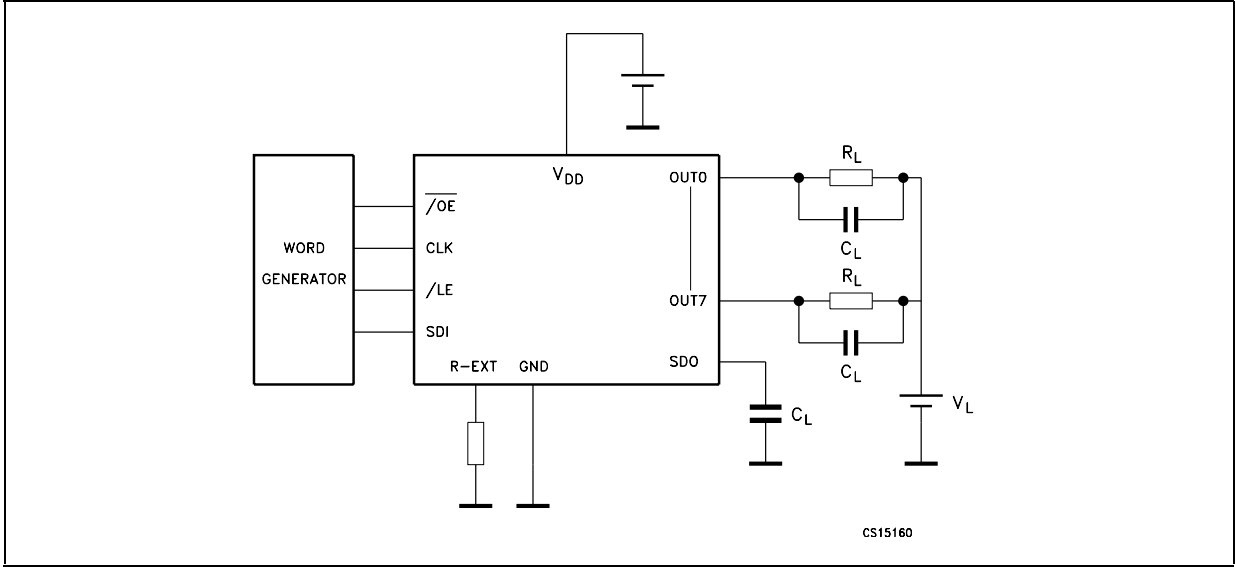 V_DD
R_L
OUT0
/OE
C_L
WORD
GENERATOR
CLK
R_L
/LE
OUT7
SDI
SDO
R-EXT GND
C_L
V_L
C_L
CS15160